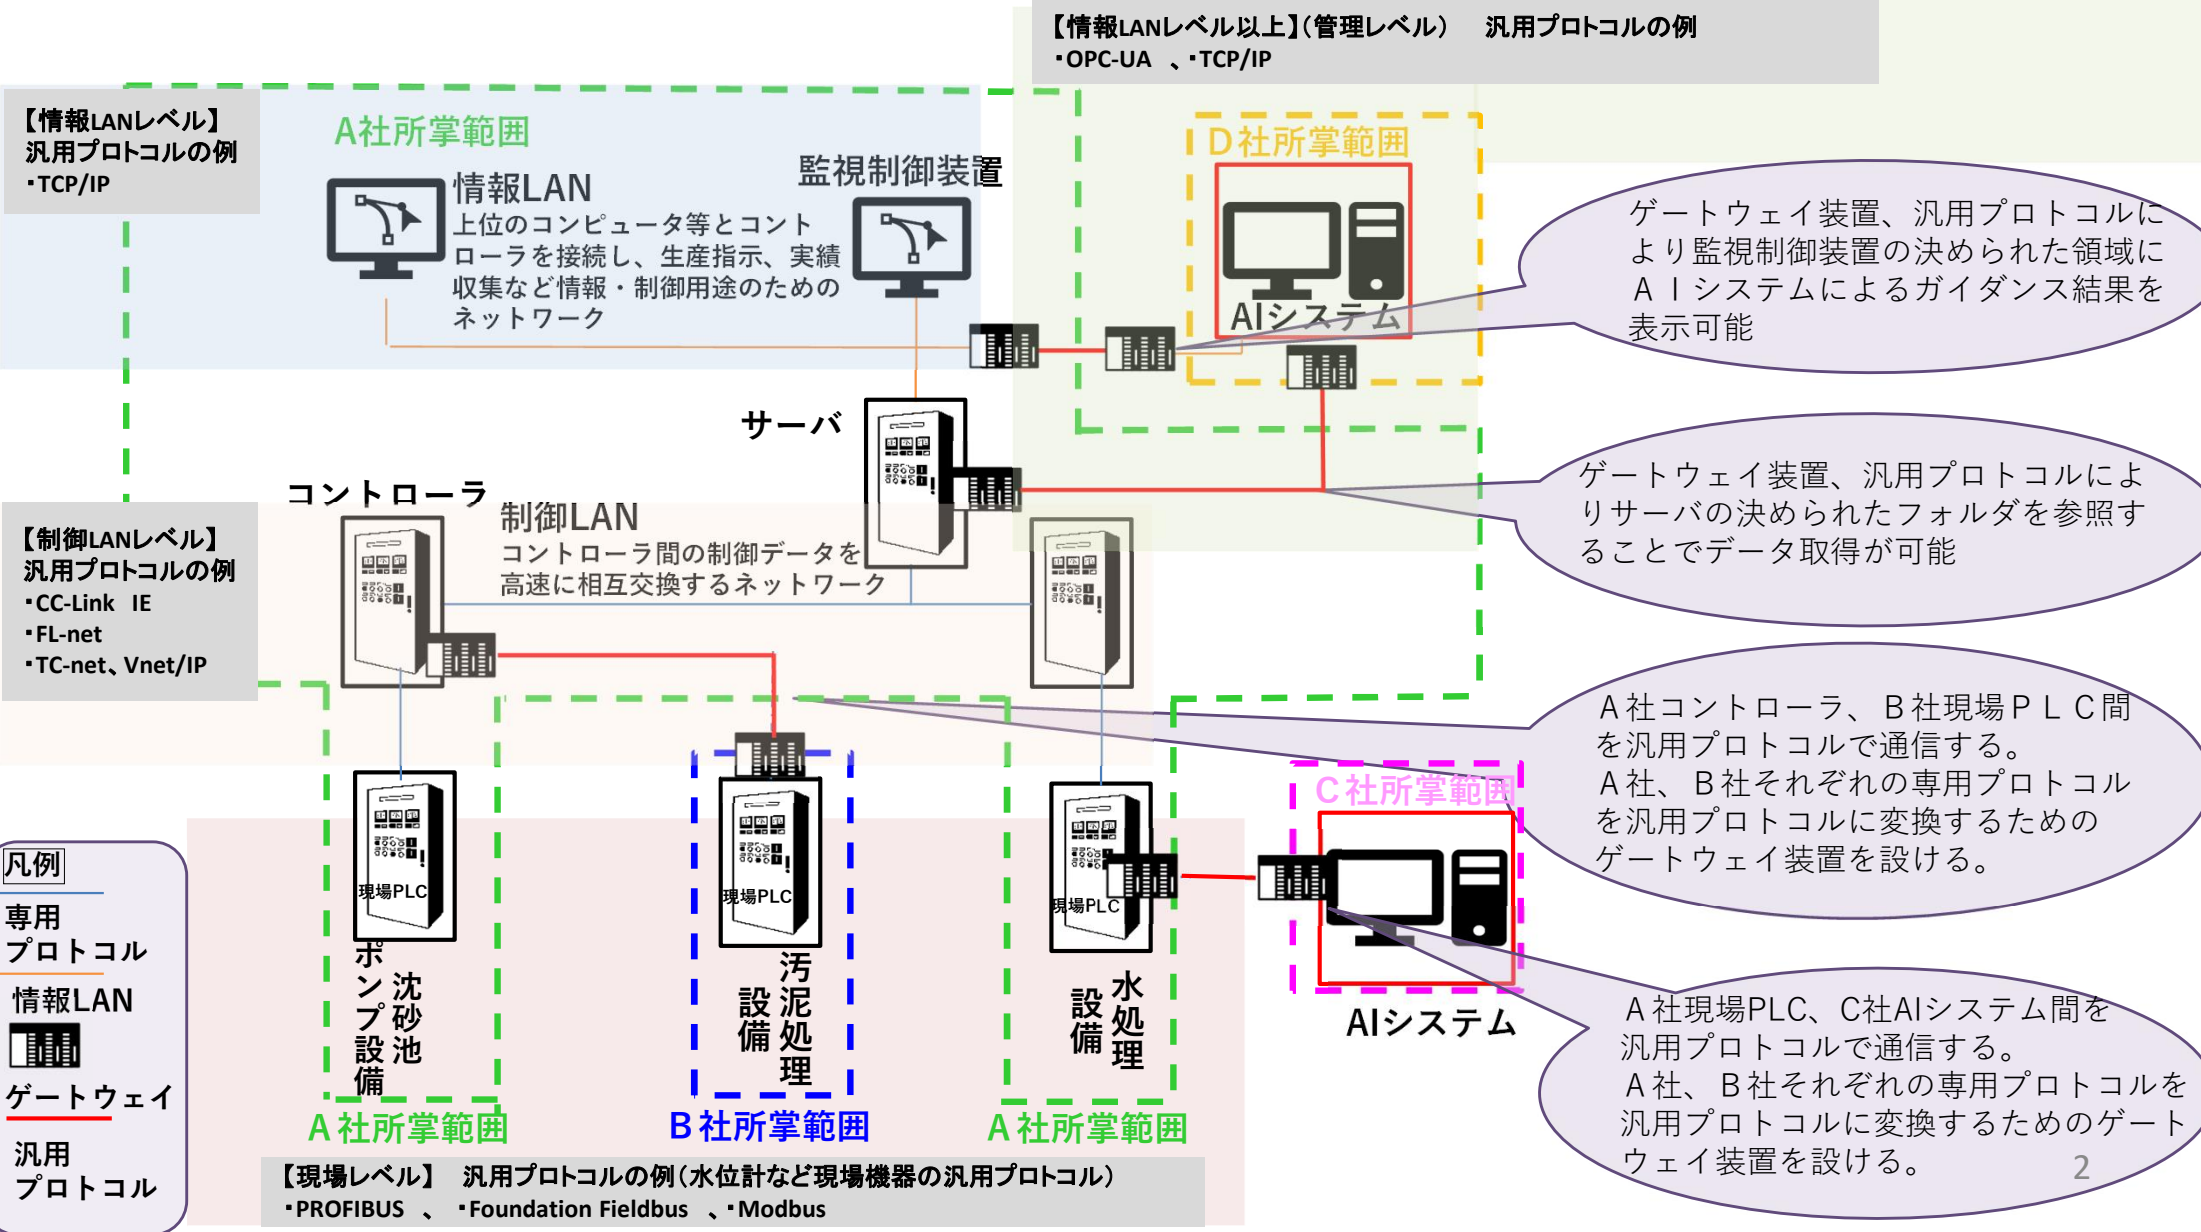 【情報LANレベル以上】（管理レベル）　汎用プロトコルの例
・OPC-UA 、・TCP/IP
【情報LANレベル】
汎用プロトコルの例
・TCP/IP
A社所掌範囲
情報LAN
上位のコンピュータ等とコント
ローラを接続し、生産指示、実績
収集など情報・制御用途のための
ネットワーク
監視制御装置
D社所掌範囲
AIシステム
ゲートウェイ装置、汎用プロトコルに
より監視制御装置の決められた領域に
ＡＩシステムによるガイダンス結果を
表示可能
サーバ
ゲートウェイ装置、汎用プロトコルによ
りサーバの決められたフォルダを参照す
ることでデータ取得が可能
コントローラ
制御LAN
コントローラ間の制御データを
高速に相互交換するネットワーク
【制御LANレベル】
汎用プロトコルの例
・CC-Link IE
・FL-net
・TC-net、Vnet/IP
Ａ社コントローラ、Ｂ社現場ＰＬＣ間
を汎用プロトコルで通信する。
Ａ社、Ｂ社それぞれの専用プロトコル
を汎用プロトコルに変換するための
ゲートウェイ装置を設ける。
C社所掌範囲
現場PLC
現場PLC
現場PLC
沈砂池
ポンプ設備
汚泥処理
設備
水処理
設備
AIシステム
Ａ社現場PLC、C社AIシステム間を
汎用プロトコルで通信する。
Ａ社、Ｂ社それぞれの専用プロトコルを
汎用プロトコルに変換するためのゲート
ウェイ装置を設ける。
A社所掌範囲
B社所掌範囲
A社所掌範囲
【現場レベル】　汎用プロトコルの例（水位計など現場機器の汎用プロトコル）
・PROFIBUS 、 ・Foundation Fieldbus 、・Modbus
凡例
専用
プロトコル
情報LAN
ゲートウェイ
汎用
プロトコル
2